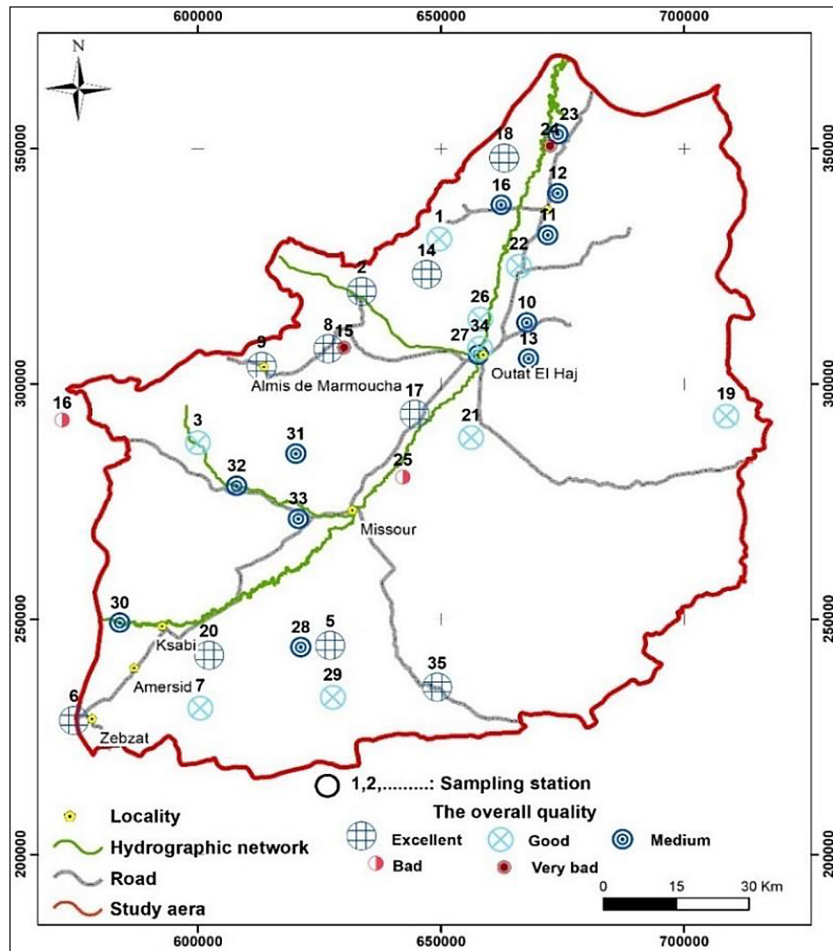 600000 650000 700000
N
350000
300000
250000
200000
23
24
18
12
16
11
1
14
22
2
26
10
8
15
27
34
13
9
Outat El Haj
Almis de Marmoucha
19
16
17
3
21
31
25
32
33
Missour
30
Ksabi
20
28
5
Amersid
29
35
7
6
Zebzat
1,2,.........: Sampling station
Locality
The overall quality
Hydrographic network
Excellent
Good
Medium
Road
Bad
Very bad
Study aera
0 15 30 Km
600000 650000 700000
350000
300000
250000
200000